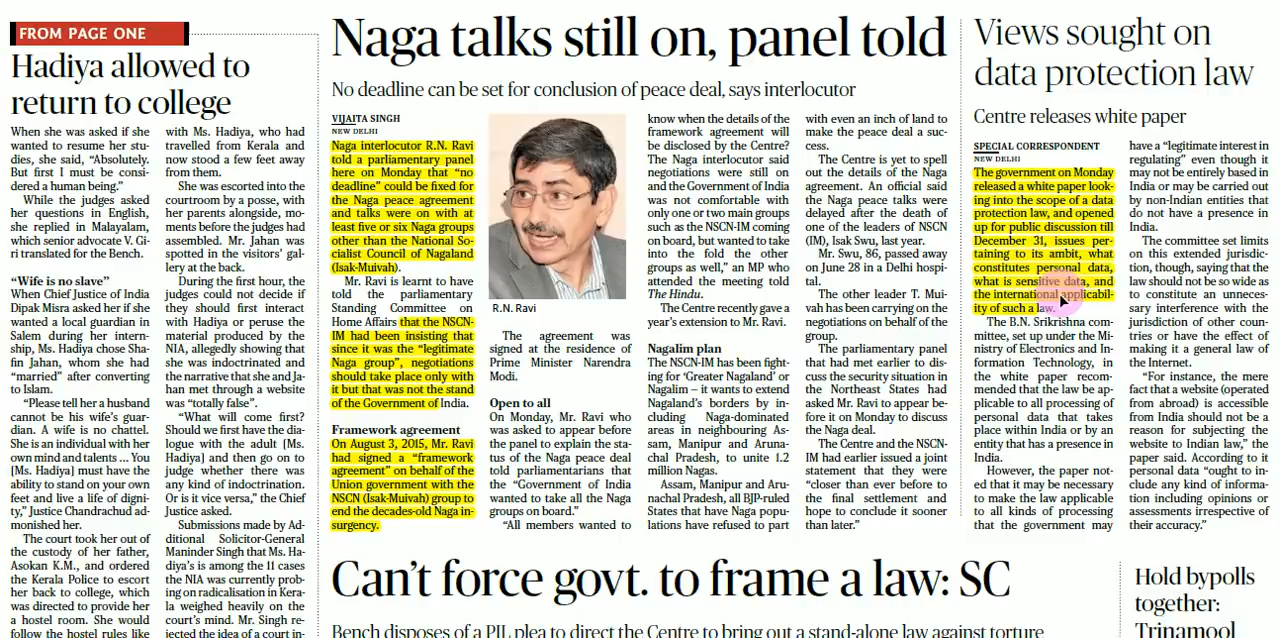 FROM PAGE ONE
Hadiya allowed to
return to college
When she was asked if she
wanted to resume her stu-
dies, she said, “Absolutely.
But first I must be consi-
dered a human being.”
While the judges asked
her questions in English,
she replied in Malayalam,
which senior advocate V. Gi-
ri translated for the Bench.
“Wife is no slave”
When Chief Justice of India
Dipak Misra asked her if she
wanted a local guardian in
Salem during her intern-
ship, Ms. Hadiya chose Sha-
fin Jahan, whom she had
“married” after converting
to Islam.
“Please tell her a husband
cannot be his wife’s guar-
dian. A wife is no chattel.
She is an individual with her
own mind and talents ... You
[Ms. Hadiya] must have the
ability to stand on your own
feet and live a life of digni-
ty,” Justice Chandrachud ad-
monished her.
The court took her out of
the custody of her father,
Asokan K.M., and ordered
the Kerala Police to escort
her back to college, which
was directed to provide her
a hostel room. She would
follow the hostel rules like
with Ms. Hadiya, who had
travelled from Kerala and
now stood a few feet away
from them.
She was escorted into the
courtroom by a posse, with
her parents alongside, mo-
ments before the judges had
assembled. Mr. Jahan was
spotted in the visitors’ gal-
lery at the back.
During the first hour, the
judges could not decide if
they should first interact
with Hadiya or peruse the
material produced by the
NIA, allegedly showing that
she was indoctrinated and
the narrative that she and Ja-
han met through a website
was “totally false”.
“What will come first?
Should we first have the dia-
logue with the adult [Ms.
Hadiya] and then go on to
judge whether there was
any kind of indoctrination.
Or is it vice versa,” the Chief
Justice asked.
Submissions made by Ad-
ditional Solicitor-General
Maninder Singh that Ms. Ha-
diya’s is among the 11 cases
the NIA was currently prob-
ing on radicalisation in Kera-
la weighed heavily on the
court’s mind. Mr. Singh re-
jected the idea of a court in-
Naga talks still on, panel told
No deadline can be set for conclusion of peace deal, says interlocutor
VIJAITA SINGH
NEW DELHI
Naga interlocutor R.N. Ravi
told a parliamentary panel
here on Monday that “no
deadline” could be fixed for
the Naga peace agreement
and talks were on with at
least five or six Naga groups
other than the National So-
cialist Council of Nagaland
(Isak-Muivah).
Mr. Ravi is learnt to have
told the parliamentary
Standing Committee on
Home Affairs that the NSCN-
IM had been insisting that
since it was the “legitimate
Naga group”, negotiations
should take place only with
it but that was not the stand
of the Government of India.
Framework agreement
On August 3, 2015, Mr. Ravi
had signed a “framework
agreement” on behalf of the
Union government with the
NSCN (Isak-Muivah) group to
end the decades-old Naga in-
surgency.
R.N. Ravi
The agreement was
signed at the residence of
Prime Minister Narendra
Modi.
Open to all
On Monday, Mr. Ravi who
was asked to appear before
the panel to explain the sta-
tus of the Naga peace deal
told parliamentarians that
the “Government of India
wanted to take all the Naga
groups on board.”
“All members wanted to
know when the details of the
framework agreement will
be disclosed by the Centre?
The Naga interlocutor said
negotiations were still on
and the Government of India
was not comfortable with
only one or two main groups
such as the NSCN-IM coming
on board, but wanted to take
into the fold the other
groups as well,” an MP who
attended the meeting told
The Hindu.
The Centre recently gave a
year’s extension to Mr. Ravi.
Nagalim plan
The NSCN-IM has been fight-
ing for ‘Greater Nagaland’ or
Nagalim – it wants to extend
Nagaland’s borders by in-
cluding Naga-dominated
areas in neighbouring As-
sam, Manipur and Aruna-
chal Pradesh, to unite 1.2
million Nagas.
Assam, Manipur and Aru-
nachal Pradesh, all BJP-ruled
States that have Naga popu-
lations have refused to part
with even an inch of land to
make the peace deal a suc-
cess.
The Centre is yet to spell
out the details of the Naga
agreement. An official said
the Naga peace talks were
delayed after the death of
one of the leaders of NSCN
(IM), Isak Swu, last year.
Mr. Swu, 86, passed away
on June 28 in a Delhi hospi-
tal.
The other leader T. Mui-
vah has been carrying on the
negotiations on behalf of the
group.
The parliamentary panel
that had met earlier to dis-
cuss the security situation in
the Northeast States had
asked Mr. Ravi to appear be-
fore it on Monday to discuss
the Naga deal.
The Centre and the NSCN-
IM had earlier issued a joint
statement that they were
“closer than ever before to
the final settlement and
hope to conclude it sooner
than later.”
Views sought on
data protection law
Centre releases white paper
SPECIAL CORRESPONDENT
NEW DELHI
The government on Monday
released a white paper look-
ing into the scope of a data
protection law, and opened
up for public discussion till
December 31, issues per-
taining to its ambit, what
constitutes personal data,
what is sensitive data, and
the international applicabil-
ity of such a law.
The B.N. Srikrishna com-
mittee, set up under the Mi-
nistry of Electronics and In-
formation Technology, in
the white paper recom-
mended that the law be ap-
plicable to all processing of
personal data that takes
place within India or by an
entity that has a presence in
India.
However, the paper not-
ed that it may be necessary
to make the law applicable
to all kinds of processing
that the government may
have a “legitimate interest in
regulating” even though it
may not be entirely based in
India or may be carried out
by non-Indian entities that
do not have a presence in
India.
The committee set limits
on this extended jurisdic-
tion, though, saying that the
law should not be so wide as
to constitute an unneces-
sary interference with the
jurisdiction of other coun-
tries or have the effect of
making it a general law of
the Internet.
“For instance, the mere
fact that a website (operated
from abroad) is accessible
from India should not be a
reason for subjecting the
website to Indian law,” the
paper said. According to it
personal data “ought to in-
clude any kind of informa-
tion including opinions or
assessments irrespective of
their accuracy.”
Can’t force govt. to frame a law: SC
Bench disposes of a PIL plea to direct the Centre to bring out a stand-alone law against torture
Hold bypolls
together:
Trinamool